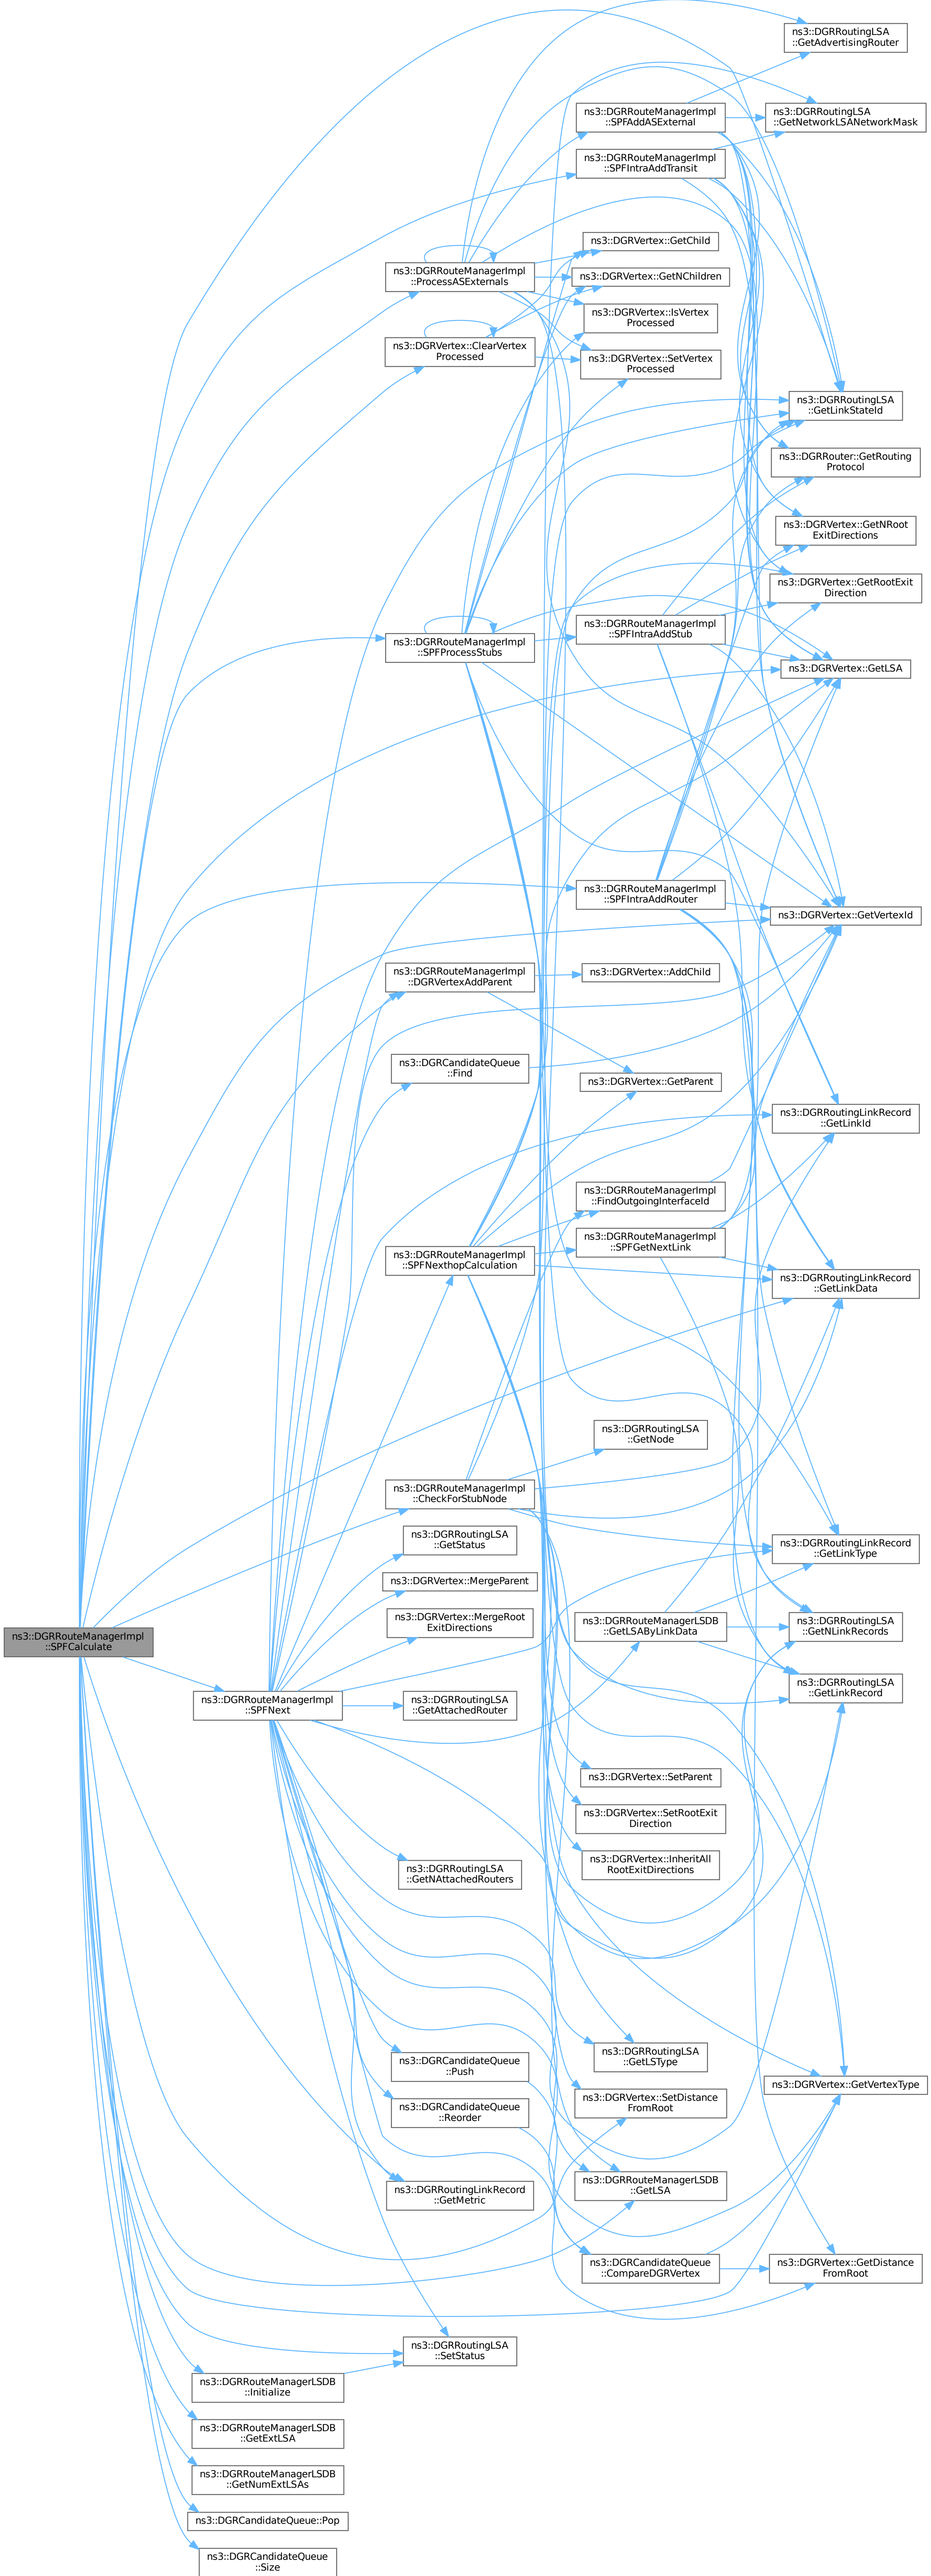 ns3::DGRRoutingLSA
::GetAdvertisingRouter
ns3::DGRRouteManagerImpl
::SPFAddASExternal
ns3::DGRRoutingLSA
::GetNetworkLSANetworkMask
ns3::DGRRouteManagerImpl
::SPFIntraAddTransit
ns3::DGRVertex::GetChild
ns3::DGRRouteManagerImpl
::ProcessASExternals
ns3::DGRVertex::GetNChildren
ns3::DGRVertex::IsVertex
Processed
ns3::DGRVertex::ClearVertex
Processed
ns3::DGRVertex::SetVertex
Processed
ns3::DGRRoutingLSA
::GetLinkStateId
ns3::DGRRouter::GetRouting
Protocol
ns3::DGRVertex::GetNRoot
ExitDirections
ns3::DGRVertex::GetRootExit
Direction
ns3::DGRRouteManagerImpl
::SPFProcessStubs
ns3::DGRRouteManagerImpl
::SPFIntraAddStub
ns3::DGRVertex::GetLSA
ns3::DGRRouteManagerImpl
::SPFIntraAddRouter
ns3::DGRVertex::GetVertexId
ns3::DGRRouteManagerImpl
::DGRVertexAddParent
ns3::DGRVertex::AddChild
ns3::DGRCandidateQueue
::Find
ns3::DGRVertex::GetParent
ns3::DGRRoutingLinkRecord
::GetLinkId
ns3::DGRRouteManagerImpl
::FindOutgoingInterfaceId
ns3::DGRRouteManagerImpl
::SPFNexthopCalculation
ns3::DGRRouteManagerImpl
::SPFGetNextLink
ns3::DGRRoutingLinkRecord
::GetLinkData
ns3::DGRRoutingLSA
::GetNode
ns3::DGRRouteManagerImpl
::CheckForStubNode
ns3::DGRRoutingLSA
::GetStatus
ns3::DGRRoutingLinkRecord
::GetLinkType
ns3::DGRVertex::MergeParent
ns3::DGRVertex::MergeRoot
ExitDirections
ns3::DGRRouteManagerLSDB
::GetLSAByLinkData
ns3::DGRRoutingLSA
::GetNLinkRecords
ns3::DGRRouteManagerImpl
::SPFCalculate
ns3::DGRRouteManagerImpl
::SPFNext
ns3::DGRRoutingLSA
::GetAttachedRouter
ns3::DGRRoutingLSA
::GetLinkRecord
ns3::DGRVertex::SetParent
ns3::DGRVertex::SetRootExit
Direction
ns3::DGRVertex::InheritAll
RootExitDirections
ns3::DGRRoutingLSA
::GetNAttachedRouters
ns3::DGRRoutingLSA
::GetLSType
ns3::DGRCandidateQueue
::Push
ns3::DGRVertex::GetVertexType
ns3::DGRVertex::SetDistance
FromRoot
ns3::DGRCandidateQueue
::Reorder
ns3::DGRRouteManagerLSDB
::GetLSA
ns3::DGRRoutingLinkRecord
::GetMetric
ns3::DGRCandidateQueue
::CompareDGRVertex
ns3::DGRVertex::GetDistance
FromRoot
ns3::DGRRoutingLSA
::SetStatus
ns3::DGRRouteManagerLSDB
::Initialize
ns3::DGRRouteManagerLSDB
::GetExtLSA
ns3::DGRRouteManagerLSDB
::GetNumExtLSAs
ns3::DGRCandidateQueue::Pop
ns3::DGRCandidateQueue
::Size